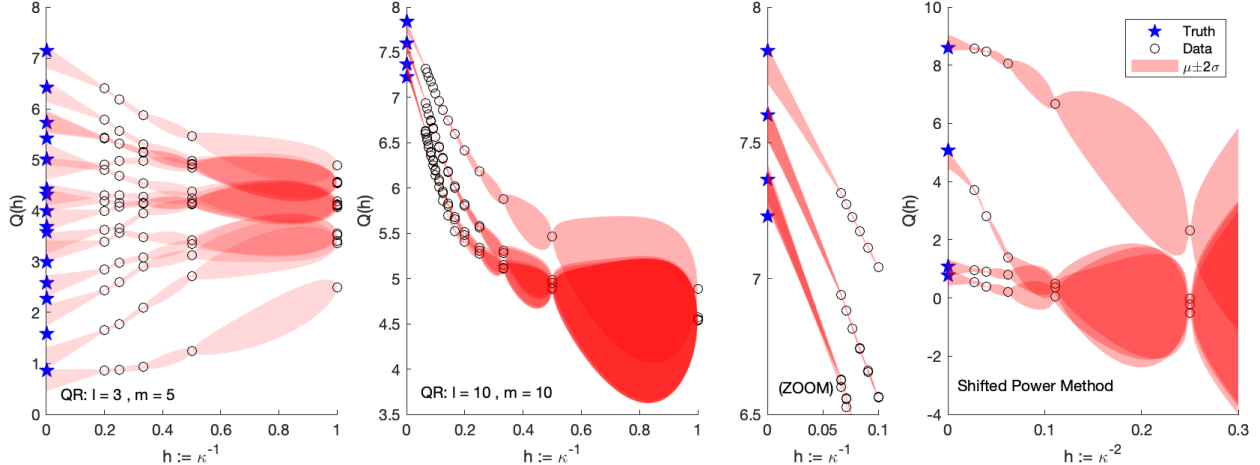 8
7
6
5
4
3
2
1
0
Q(h)
QR: l = 3 , m = 5
0 0.2 0.4 0.6 0.8 1
h := κ⁻¹
8
7.5
7
6.5
6
5.5
5
4.5
4
3.5
Q(h)
QR: l = 10 , m = 10
0 0.2 0.4 0.6 0.8 1
h := κ⁻¹
8
7.5
7
6.5
Q(h)
(ZOOM)
0 0.05 0.1
h := κ⁻¹
10
8
6
4
2
0
-2
-4
Q(h)
Truth
Data
μ±2σ
Shifted Power Method
0 0.1 0.2 0.3
h := κ⁻²